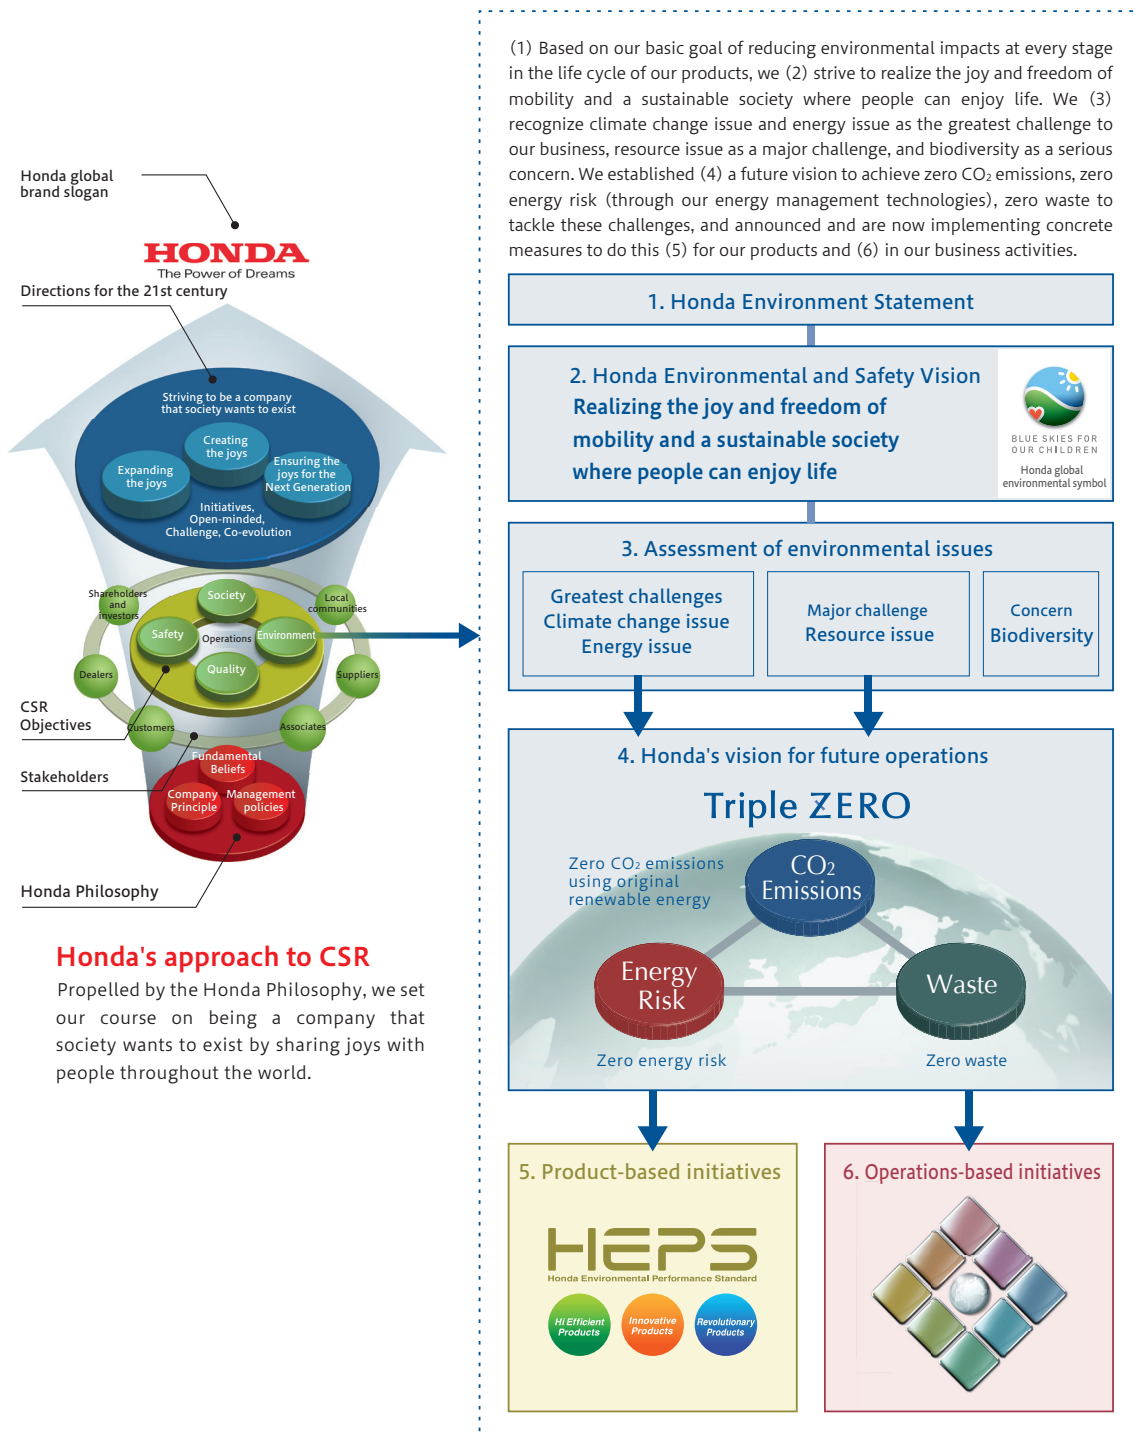 Honda global
brand slogan
HONDA
The Power of Dreams
Directions for the 21st century
Striving to be a company
that society wants to exist
Creating
the joys
Expanding
the joys
Ensuring the
joys for the
Next Generation
Initiatives,
Open-minded,
Challenge, Co-evolution
Shareholders
and
investors
Society
Local
communities
Safety
Operations
Environment
Quality
Dealers
Suppliers
CSR
Objectives
Customers
Associates
Stakeholders
Fundamental
Beliefs
Company
Principle
Management
policies
Honda Philosophy
Honda's approach to CSR
Propelled by the Honda Philosophy, we set
our course on being a company that
society wants to exist by sharing joys with
people throughout the world.
(1) Based on our basic goal of reducing environmental impacts at every stage
in the life cycle of our products, we (2) strive to realize the joy and freedom of
mobility and a sustainable society where people can enjoy life. We (3)
recognize climate change issue and energy issue as the greatest challenge to
our business, resource issue as a major challenge, and biodiversity as a serious
concern. We established (4) a future vision to achieve zero CO2 emissions, zero
energy risk (through our energy management technologies), zero waste to
tackle these challenges, and announced and are now implementing concrete
measures to do this (5) for our products and (6) in our business activities.
1. Honda Environment Statement
2. Honda Environmental and Safety Vision
Realizing the joy and freedom of
mobility and a sustainable society
where people can enjoy life
BLUE SKIES FOR
OUR CHILDREN
Honda global
environmental symbol
3. Assessment of environmental issues
Greatest challenges
Climate change issue
Energy issue
Major challenge
Resource issue
Concern
Biodiversity
4. Honda's vision for future operations
Triple ZERO
Zero CO2 emissions
using original
renewable energy
CO2
Emissions
Energy
Risk
Waste
Zero energy risk
Zero waste
5. Product-based initiatives
HEPS
Honda Environmental Performance Standard
Hi Efficient
Products
Innovative
Products
Revolutionary
Products
6. Operations-based initiatives